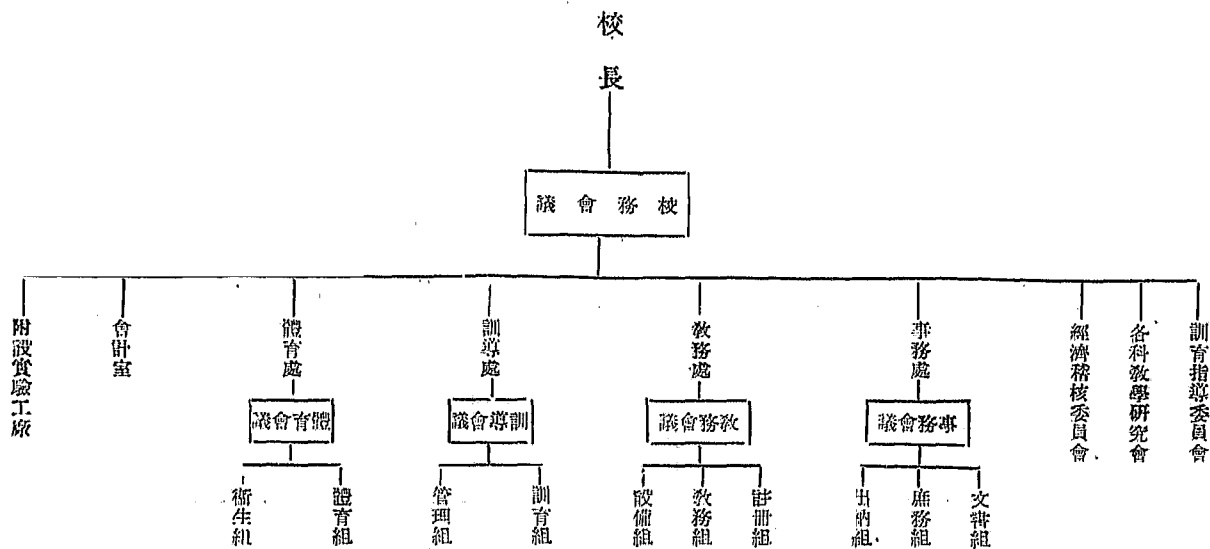 校長
校務會議
訓育指導委員會
各科教學研究會
經濟稽核委員會
事務處
教務處
訓導處
體育處
會計室
附設實驗工廠
事務會議
教務會議
訓導會議
體育會議
文書組
庶務組
出納組
註冊組
教務組
設備組
訓育組
管理組
體育組
衞生組